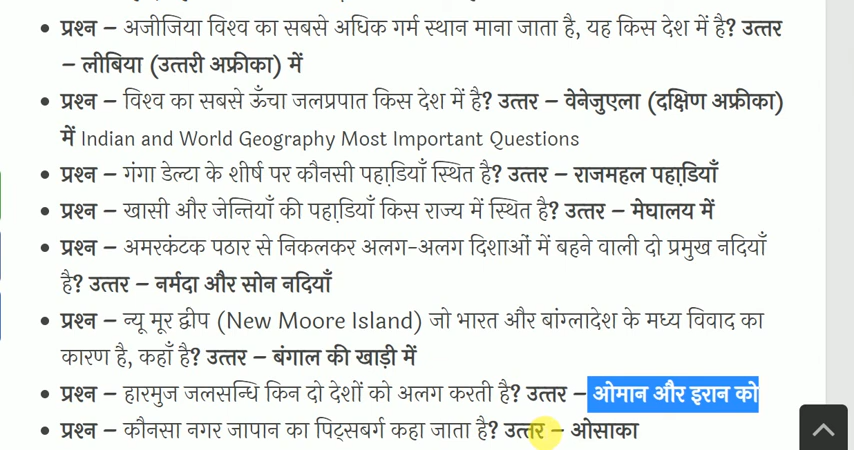 प्रश्न – अजीजिया विश्व का सबसे अधिक गर्म स्थान माना जाता है, यह किस देश में है? उत्तर
– लीबिया (उत्तरी अफ्रीका) में
प्रश्न – विश्व का सबसे ऊँचा जलप्रपात किस देश में है? उत्तर – वेनेजुएला (दक्षिण अफ्रीका)
में Indian and World Geography Most Important Questions
प्रश्न – गंगा डेल्टा के शीर्ष पर कौनसी पहाडि़याँ स्थित है? उत्तर – राजमहल पहाडि़याँ
प्रश्न – खासी और जेन्तियाँ की पहाडि़याँ किस राज्य में स्थित है? उत्तर – मेघालय में
प्रश्न – अमरकंटक पठार से निकलकर अलग-अलग दिशाओं में बहने वाली दो प्रमुख नदियाँ
है? उत्तर – नर्मदा और सोन नदियाँ
प्रश्न – न्यू मूर द्वीप (New Moore Island) जो भारत और बांग्लादेश के मध्य विवाद का
कारण है, कहाँ है? उत्तर – बंगाल की खाड़ी में
प्रश्न – हारमुज जलसन्धि किन दो देशों को अलग करती है? उत्तर – ओमान और इरान को
प्रश्न – कौनसा नगर जापान का पिट्सबर्ग कहा जाता है? उत्तर – ओसाका